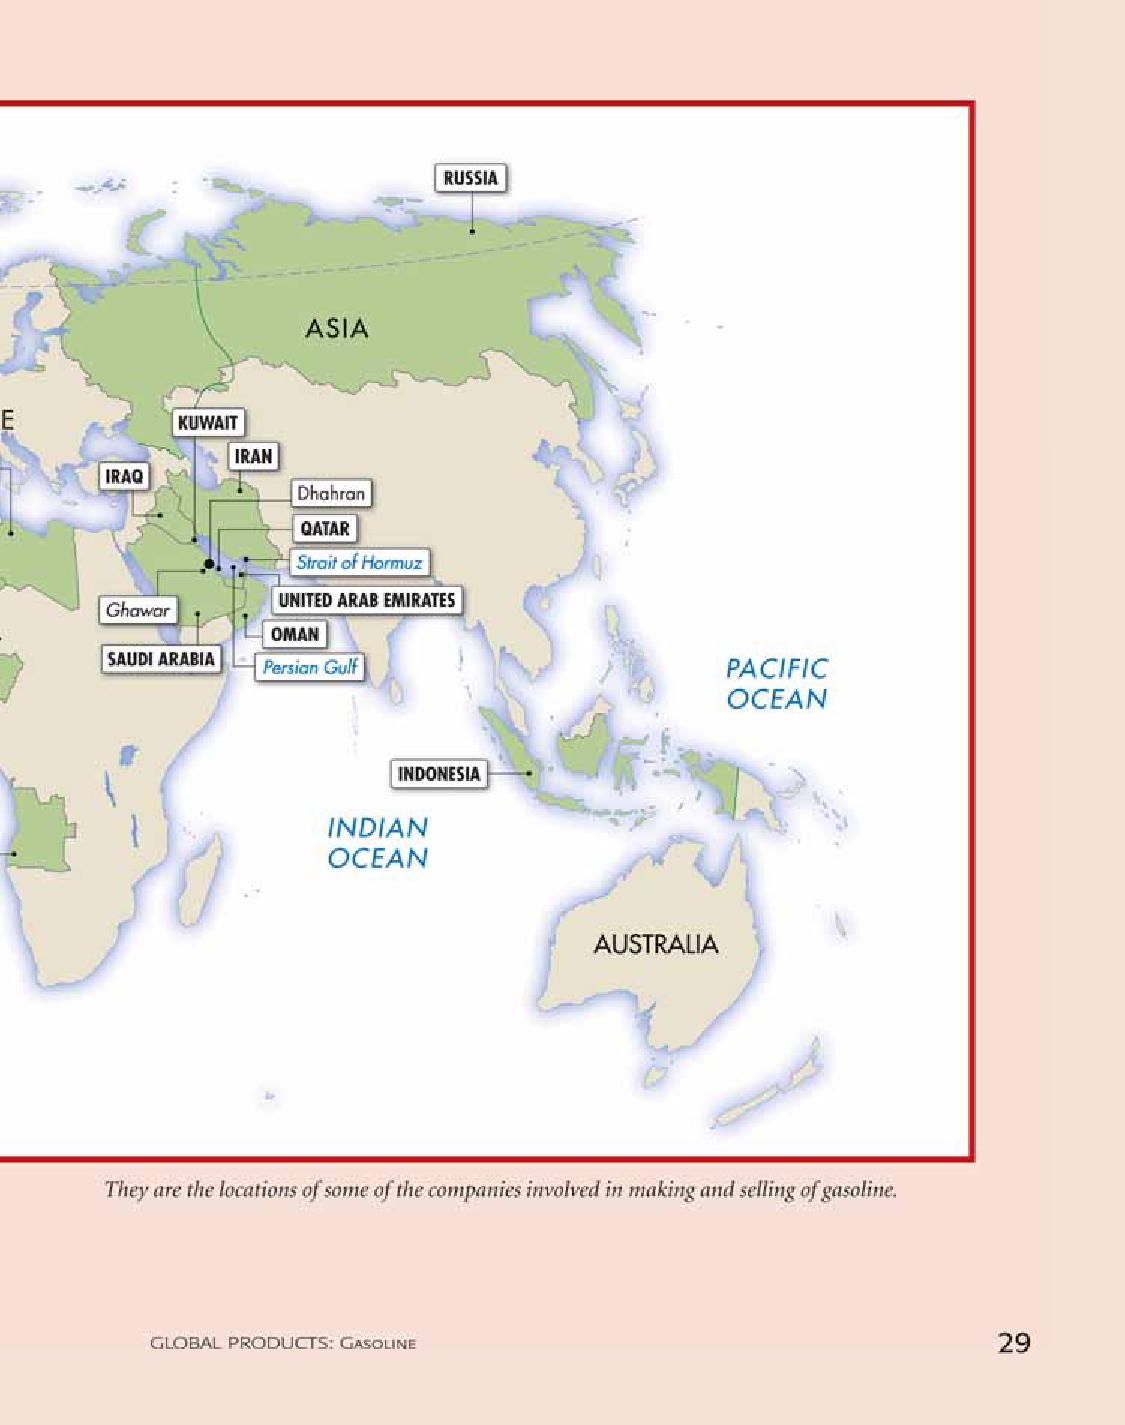 RUSSIA
ASIA
E
KUWAIT
IRAN
IRAQ
Dhahran
QATAR
Strait of Hormuz
UNITED ARAB EMIRATES
Ghawar
OMAN
SAUDI ARABIA
Persian Gulf
PACIFIC
OCEAN
INDONESIA
INDIAN
OCEAN
AUSTRALIA
They are the locations of some of the companies involved in making and selling of gasoline.
GLOBAL PRODUCTS: GASOLINE
29